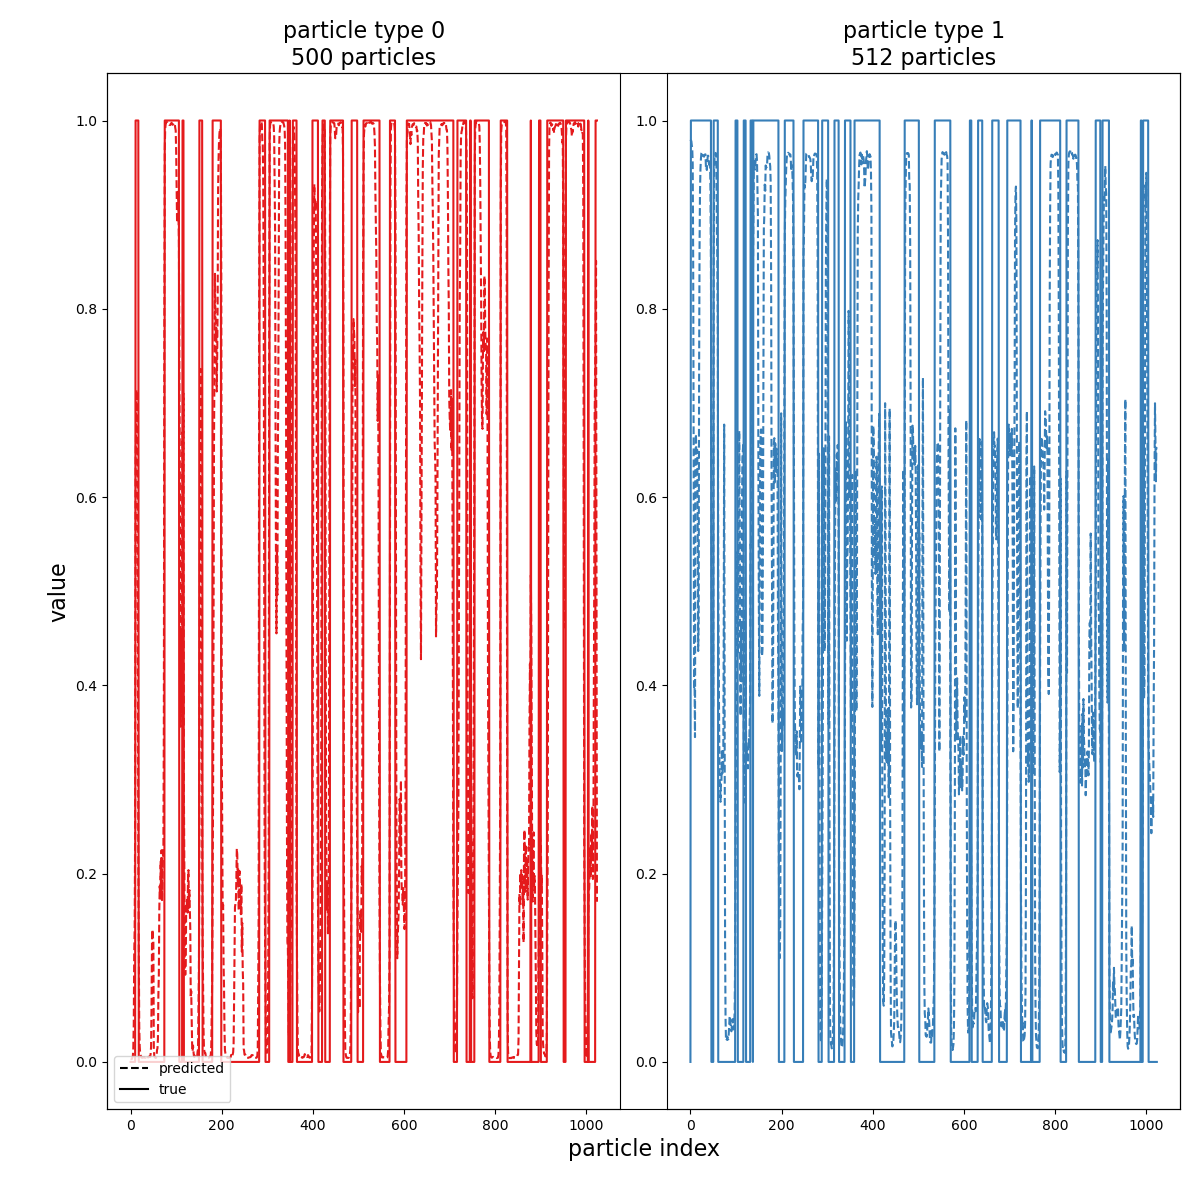 particle type 0
500 particles
particle type 1
512 particles
1.0
0.8
0.6
0.4
0.2
0.0
1.0
0.8
0.6
0.4
0.2
0.0
value
predicted
true
0 200 400 600 800 1000
0 200 400 600 800 1000
particle index